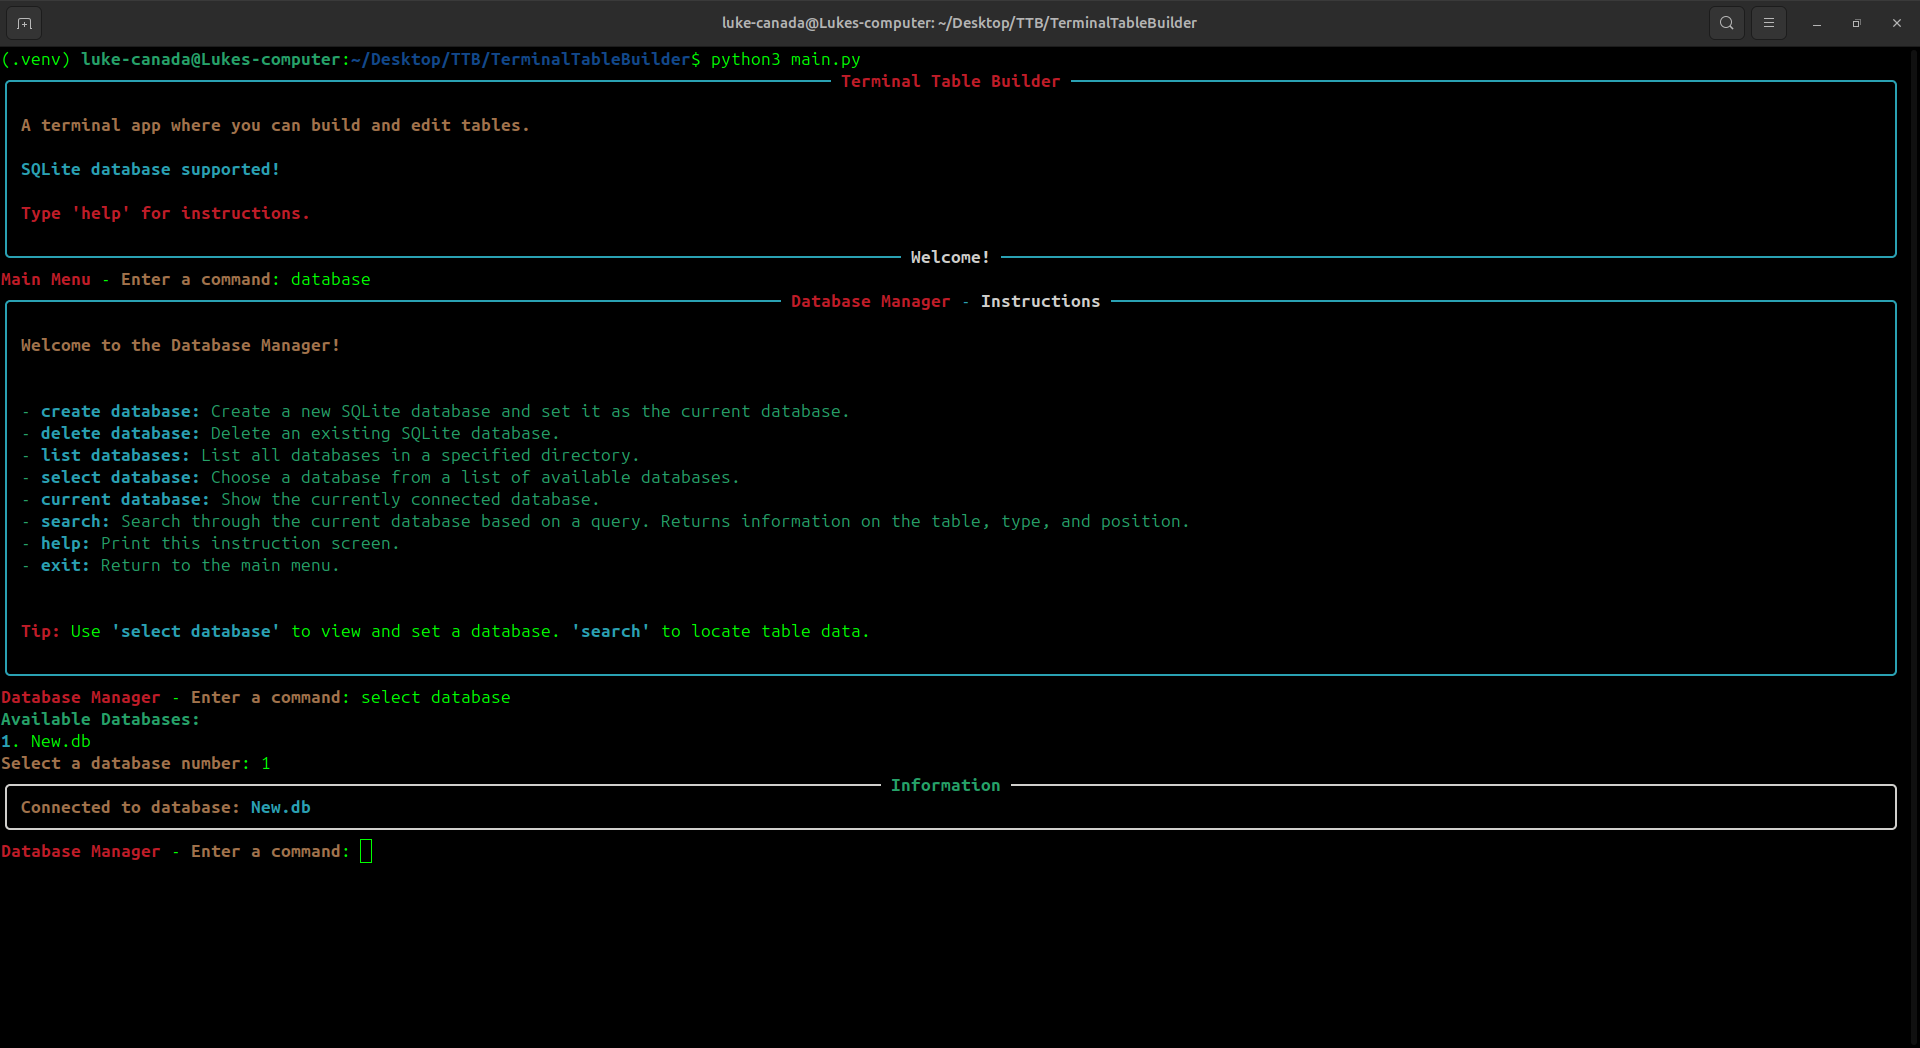 luke-canada@Lukes-computer: ~/Desktop/TTB/TerminalTableBuilder
(.venv) luke-canada@Lukes-computer:~/Desktop/TTB/TerminalTableBuilder$ python3 main.py
Terminal Table Builder
A terminal app where you can build and edit tables.
SQLite database supported!
Type 'help' for instructions.
Welcome!
Main Menu - Enter a command: database
Database Manager - Instructions
Welcome to the Database Manager!
- create database: Create a new SQLite database and set it as the current database.
- delete database: Delete an existing SQLite database.
- list databases: List all databases in a specified directory.
- select database: Choose a database from a list of available databases.
- current database: Show the currently connected database.
- search: Search through the current database based on a query. Returns information on the table, type, and position.
- help: Print this instruction screen.
- exit: Return to the main menu.
Tip: Use 'select database' to view and set a database. 'search' to locate table data.
Database Manager - Enter a command: select database
Available Databases:
1. New.db
Select a database number: 1
Information
Connected to database: New.db
Database Manager - Enter a command: